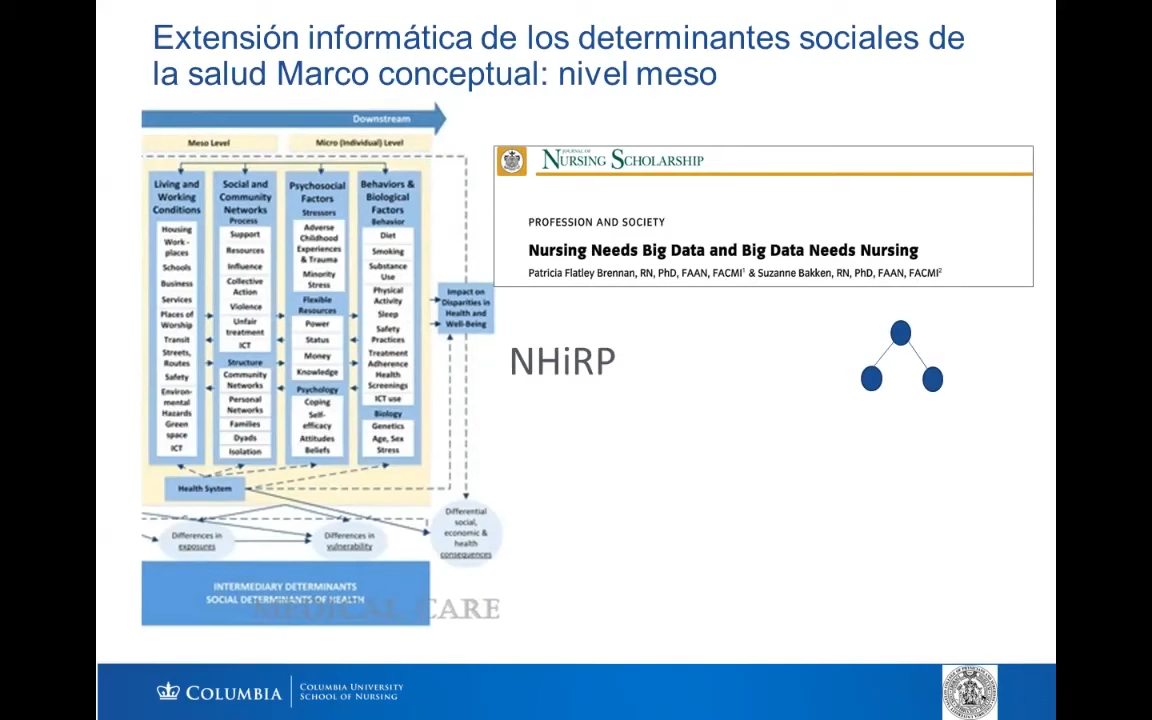 Extensión informática de los determinantes sociales de
la salud Marco conceptual: nivel meso
Downstream
Meso Level
Micro (Individual) Level
Living and
Working
Conditions
Housing
Work-
places
Schools
Business
Services
Places of
Worship
Transit
Streets,
Routes
Safety
Environ-
mental
Hazards
Green
space
ICT
Social and
Community
Networks
Process
Support
Resources
Influence
Collective
Action
Violence
Unfair
treatment
ICT
Structure
Community
Networks
Personal
Networks
Families
Dyads
Isolation
Psychosocial
Factors
Stressors
Adverse
Childhood
Experiences
& Trauma
Minority
Stress
Flexible
Resources
Power
Status
Money
Knowledge
Psychology
Coping
Self-
efficacy
Attitudes
Beliefs
Behaviors &
Biological
Factors
Behavior
Diet
Smoking
Substance
Use
Physical
Activity
Sleep
Safety
Practices
Treatment
Adherence
Health
Screenings
ICT use
Biology
Genetics
Age, Sex
Stress
Impact on
Disparities in
Health and
Well-Being
Health System
Differences in
exposures
Differences in
vulnerability
Differential
social,
economic &
health
consequences
INTERMEDIARY DETERMINANTS
SOCIAL DETERMINANTS OF HEALTH
MEDICAL CARE
JOURNAL OF
NURSING SCHOLARSHIP
PROFESSION AND SOCIETY
Nursing Needs Big Data and Big Data Needs Nursing
Patricia Flatley Brennan, RN, PhD, FAAN, FACMI1 & Suzanne Bakken, RN, PhD, FAAN, FACMI2
NHiRP
COLUMBIA
COLUMBIA UNIVERSITY
SCHOOL OF NURSING